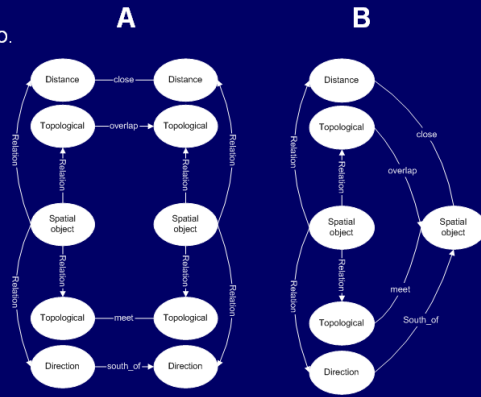 A
B
o.
Distance
close
Distance
Topological
overlap
Topological
Relation
Relation
Relation
Relation
Spatial
object
Spatial
object
Relation
Relation
Relation
Relation
Topological
meet
Topological
Direction
south_of
Direction
Distance
close
Topological
overlap
Relation
Relation
Spatial
object
Spatial
object
Relation
Relation
meet
Topological
South_of
Direction